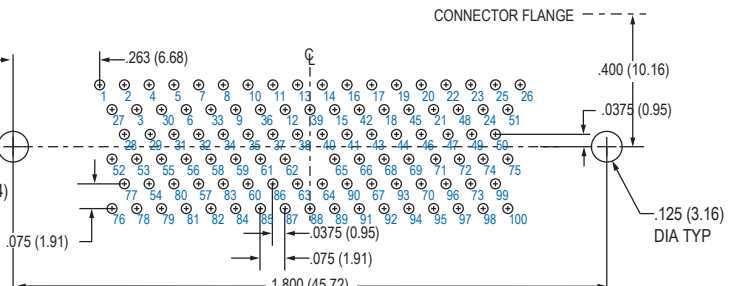 CONNECTOR FLANGE
.263 (6.68)
℄
.400 (10.16)
1 2 4 5 7 8 10 11 13 14 16 17 19 20 22 23 25 26
.0375 (0.95)
27 3 30 6 33 9 36 12 39 15 42 18 45 21 48 24 51
28 29 31 32 34 35 37 38 40 41 43 44 46 47 49 50
52 53 55 56 58 59 61 62 65 66 68 69 71 72 74 75
77 54 80 57 83 60 86 63 64 90 67 93 70 96 73 99
76 78 79 81 82 84 85 87 88 89 91 92 94 95 97 98 100
.125 (3.16)
DIA TYP
.075 (1.91)
.0375 (0.95)
.075 (1.91)
1.800 (45.72)